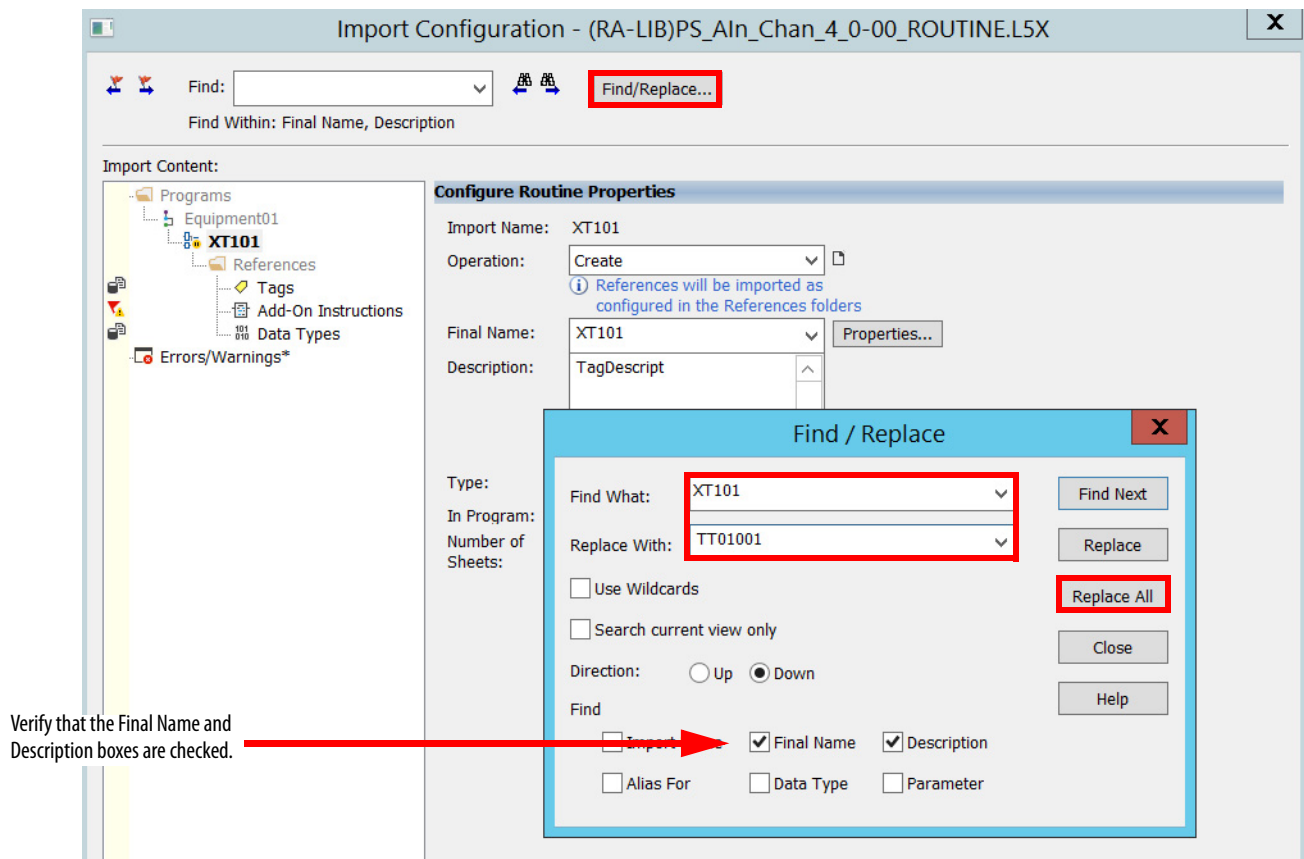 Import Configuration - (RA-LIB)PS_AIn_Chan_4_0-00_ROUTINE.L5X
X
Find:
Find/Replace...
Find Within: Final Name, Description
Import Content:
Programs
Equipment01
XT101
References
Tags
Add-On Instructions
101
010
Data Types
Errors/Warnings*
Configure Routine Properties
Import Name: XT101
Operation: Create
References will be imported as
configured in the References folders
Final Name: XT101
Properties...
Description: TagDescript
Type:
In Program:
Number of
Sheets:
Find / Replace
X
Find What: XT101
Find Next
Replace With: TT01001
Replace
Use Wildcards
Replace All
Search current view only
Close
Direction: Up Down
Help
Find
Import Final Name Description
Alias For Data Type Parameter
Verify that the Final Name and
Description boxes are checked.